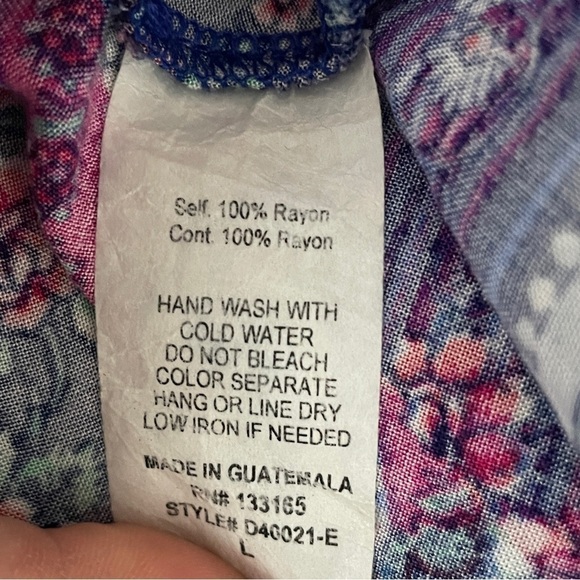 Self. 100% Rayon
Cont. 100% Rayon
HAND WASH WITH
COLD WATER
DO NOT BLEACH
COLOR SEPARATE
HANG OR LINE DRY
LOW IRON IF NEEDED
MADE IN GUATEMALA
RN# 133165
STYLE# D40021-E
L